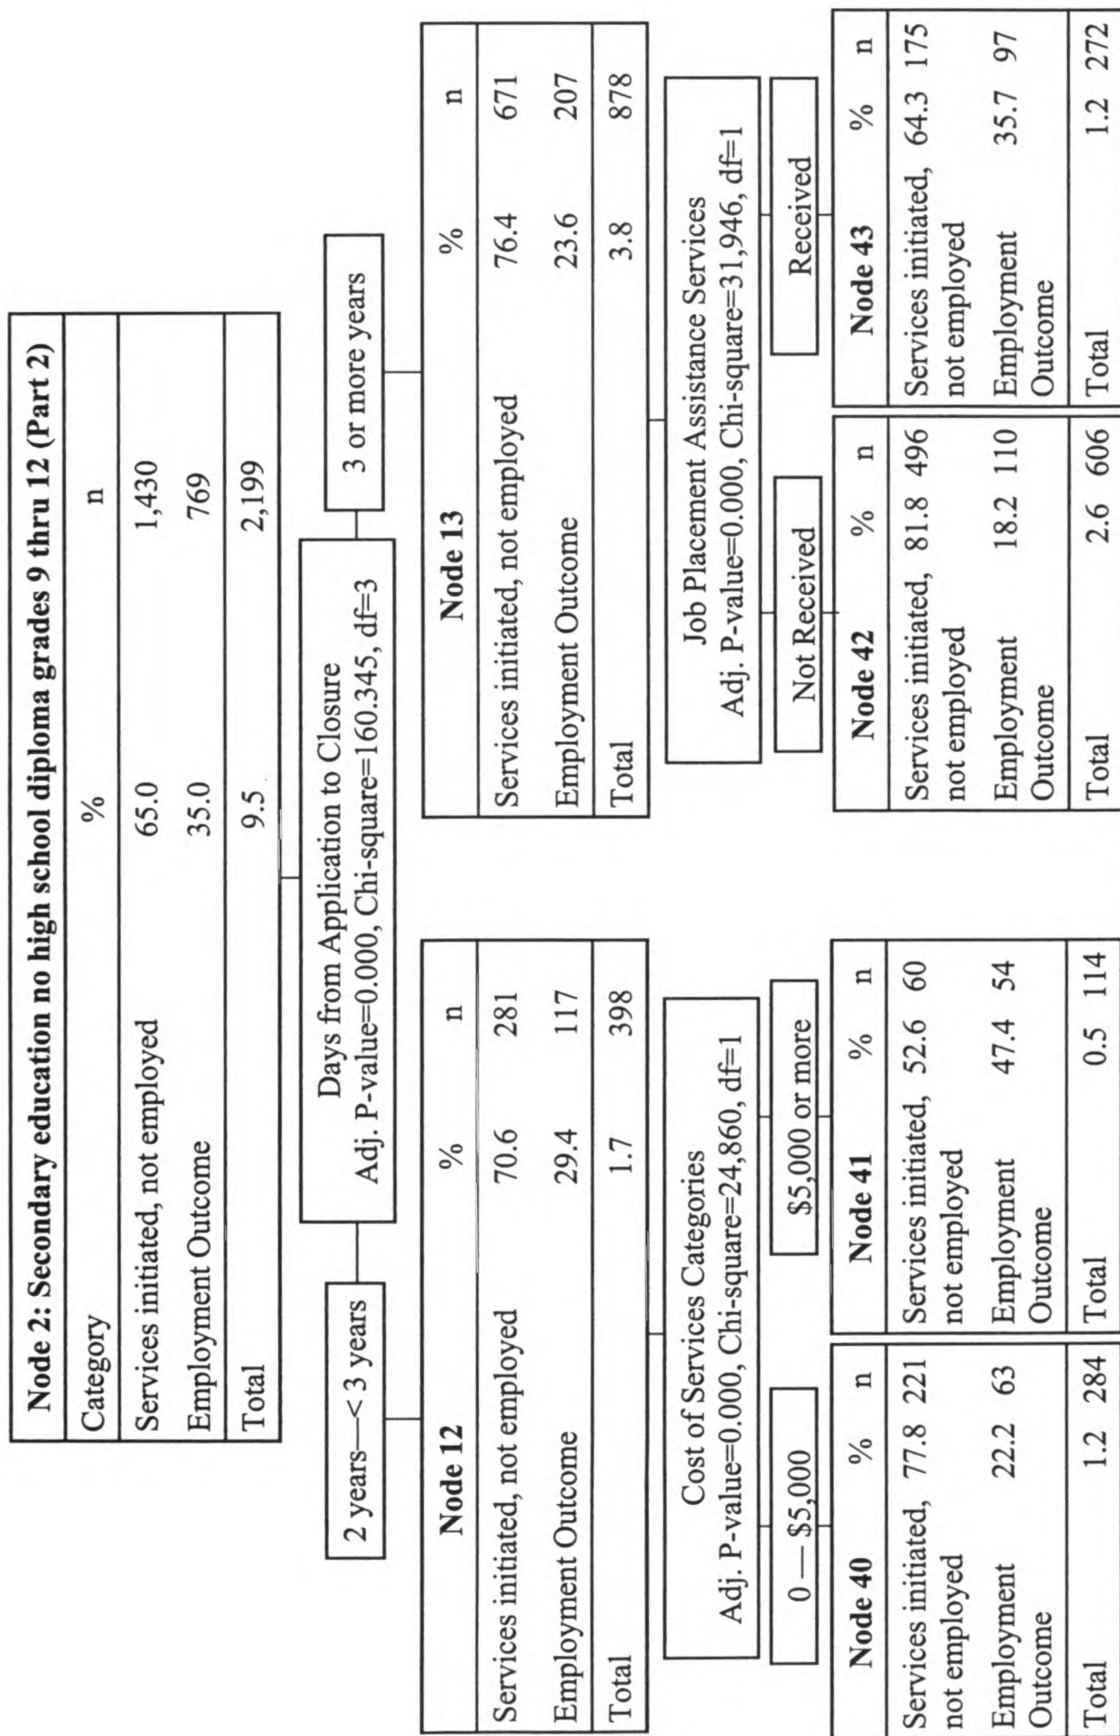 Node 2: Secondary education no high school diploma grades 9 thru 12 (Part 2)
Category % n
Services initiated, not employed 65.0 1,430
Employment Outcome 35.0 769
Total 9.5 2,199
Days from Application to Closure
Adj. P-value=0.000, Chi-square=160.345, df=3
2 years—< 3 years
3 or more years
Node 12 % n
Services initiated, not employed 70.6 281
Employment Outcome 29.4 117
Total 1.7 398
Node 13 % n
Services initiated, not employed 76.4 671
Employment Outcome 23.6 207
Total 3.8 878
Cost of Services Categories
Adj. P-value=0.000, Chi-square=24,860, df=1
0 — $5,000
$5,000 or more
Job Placement Assistance Services
Adj. P-value=0.000, Chi-square=31,946, df=1
Not Received
Received
Node 40 % n
Services initiated, 77.8 221
not employed
Employment 22.2 63
Outcome
Total 1.2 284
Node 41 % n
Services initiated, 52.6 60
not employed
Employment 47.4 54
Outcome
Total 0.5 114
Node 42 % n
Services initiated, 81.8 496
not employed
Employment 18.2 110
Outcome
Total 2.6 606
Node 43 % n
Services initiated, 64.3 175
not employed
Employment 35.7 97
Outcome
Total 1.2 272